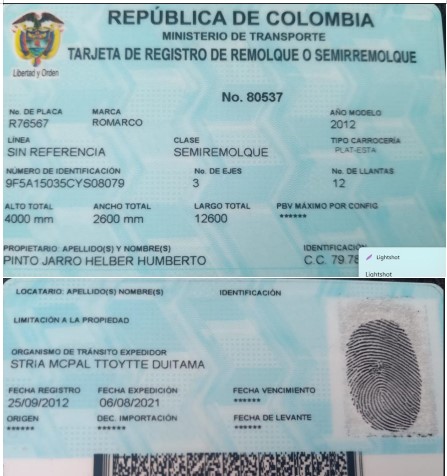 REPÚBLICA DE COLOMBIA
MINISTERIO DE TRANSPORTE
TARJETA DE REGISTRO DE REMOLQUE O SEMIRREMOLQUE
Libertad y Orden
No. 80537
No. DE PLACA MARCA AÑO MODELO
R76567 ROMARCO 2012
LÍNEA CLASE TIPO CARROCERÍA
SIN REFERENCIA SEMIREMOLQUE PLAT-ESTA
NÚMERO DE IDENTIFICACIÓN No. DE EJES No. DE LLANTAS
9F5A15035CYS08079 3 12
ALTO TOTAL ANCHO TOTAL LARGO TOTAL PBV MÁXIMO POR CONFIG
4000 mm 2600 mm 12600 ******
PROPIETARIO: APELLIDO(S) Y NOMBRE(S) IDENTIFICACIÓN
PINTO JARRO HELBER HUMBERTO C.C. 79.78
Lightshot
Lightshot
LOCATARIO: APELLIDO(S) NOMBRE(S) IDENTIFICACIÓN
LIMITACIÓN A LA PROPIEDAD
ORGANISMO DE TRÁNSITO EXPEDIDOR
STRIA MCPAL TTOYTTE DUITAMA
FECHA REGISTRO FECHA EXPEDICIÓN FECHA VENCIMIENTO
25/09/2012 06/08/2021 ******
ORIGEN DEC. IMPORTACIÓN FECHA DE LEVANTE
****** ****** ******